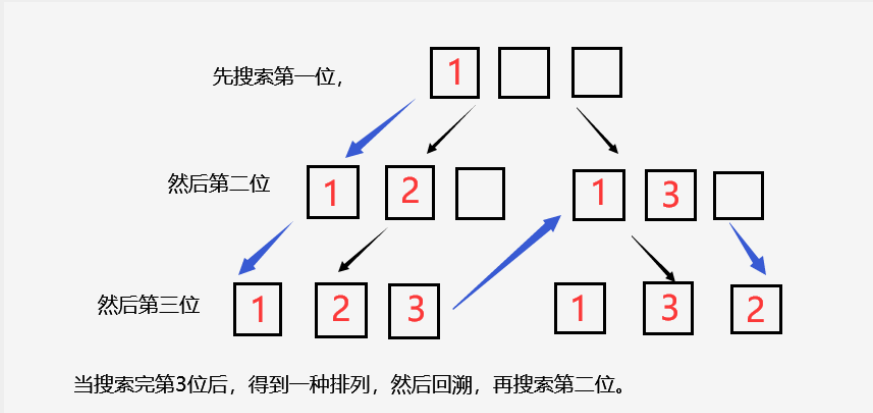 先搜索第一位， 1
然后第二位 1 2 1 3
然后第三位 1 2 3 1 3 2
当搜索完第3位后，得到一种排列，然后回溯，再搜索第二位。